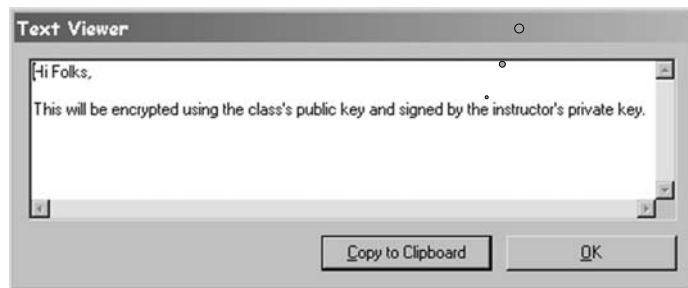 Text Viewer
Hi Folks,
This will be encrypted using the class's public key and signed by the instructor's private key.
Copy to Clipboard
OK